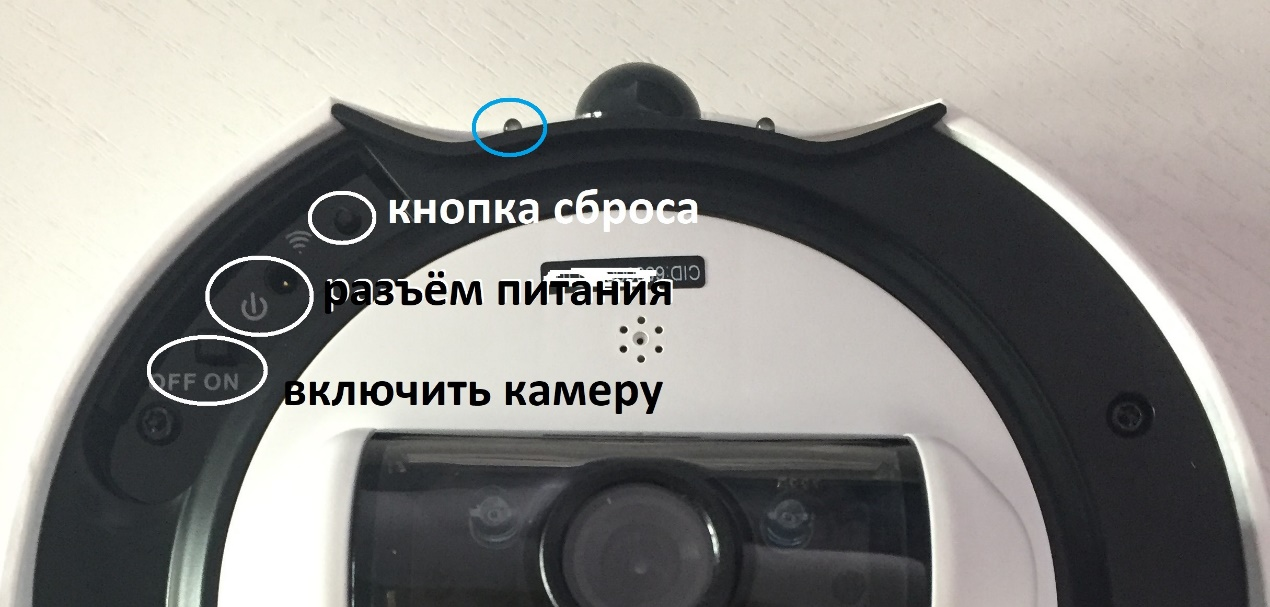 кнопка сброса
разъём питания
включить камеру
OFF ON